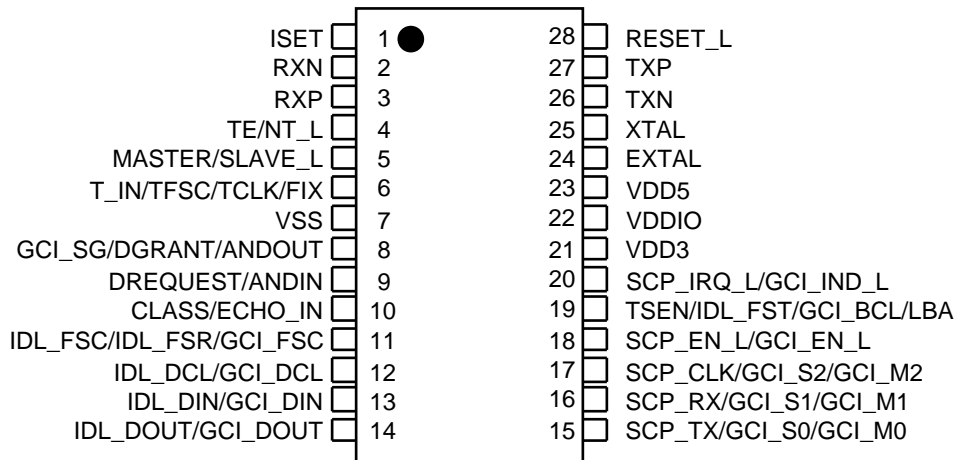 ISET 1 28 RESET_L
RXN 2 27 TXP
RXP 3 26 TXN
TE/NT_L 4 25 XTAL
MASTER/SLAVE_L 5 24 EXTAL
T_IN/TFSC/TCLK/FIX 6 23 VDD5
VSS 7 22 VDDIO
GCI_SG/DGRANT/ANDOUT 8 21 VDD3
DREQUEST/ANDIN 9 20 SCP_IRQ_L/GCI_IND_L
CLASS/ECHO_IN 10 19 TSEN/IDL_FST/GCI_BCL/LBA
IDL_FSC/IDL_FSR/GCI_FSC 11 18 SCP_EN_L/GCI_EN_L
IDL_DCL/GCI_DCL 12 17 SCP_CLK/GCI_S2/GCI_M2
IDL_DIN/GCI_DIN 13 16 SCP_RX/GCI_S1/GCI_M1
IDL_DOUT/GCI_DOUT 14 15 SCP_TX/GCI_S0/GCI_M0